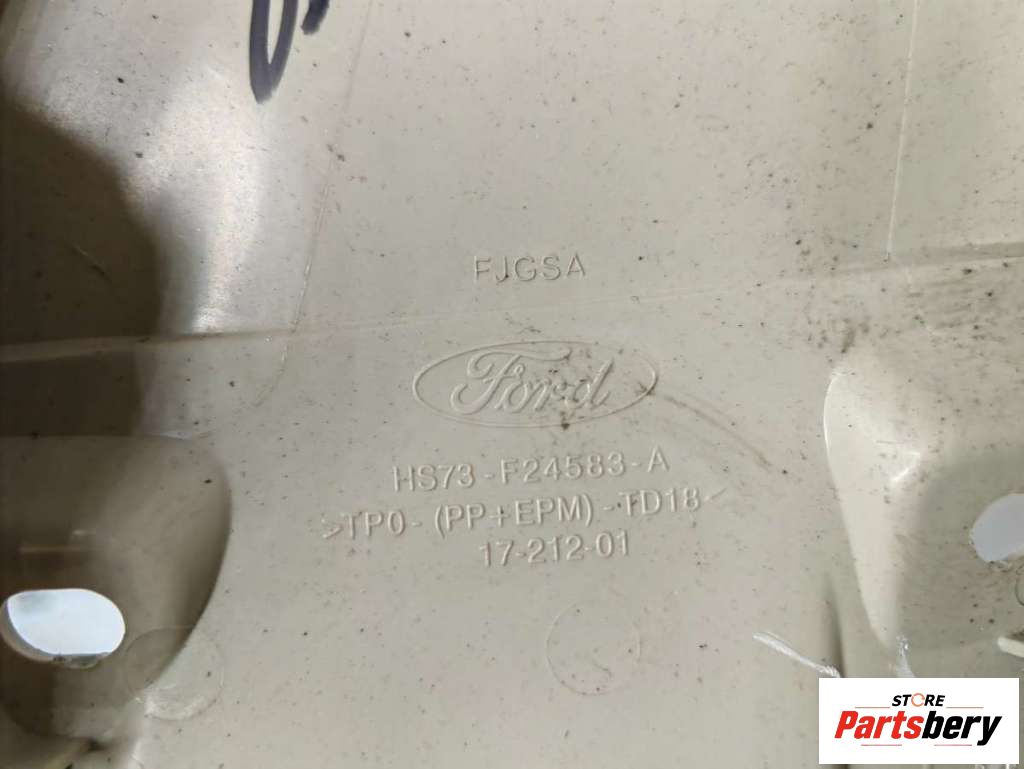 FJGSA
Ford
HS73-F24583-A
>TPO-(PP+EPM)-TD18<
17-212-01
STORE
Partsbery